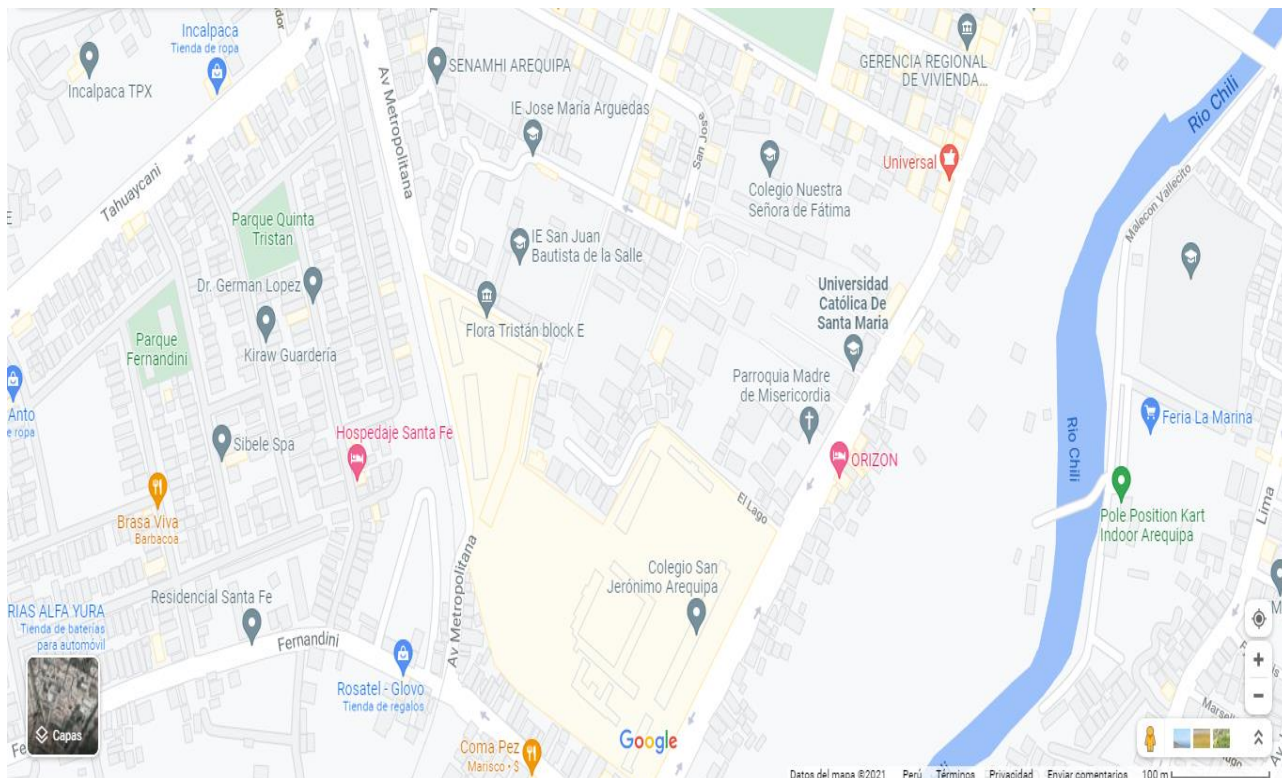 Incalpaca
Tienda de ropa
Incalpaca TPX
Av Metropolitana
SENAMHI AREQUIPA
IE Jose Maria Arguedas
San Jose
GERENCIA REGIONAL
DE VIVIENDA...
Rio Chili
Universal
Colegio Nuestra
Señora de Fátima
Malecon Vallecito
Tahuaycani
Parque Quinta
Tristan
IE San Juan
Bautista de la Salle
Dr. German Lopez
Universidad
Católica De
Santa Maria
Flora Tristán block E
Parque
Fernandini
Kiraw Guardería
Parroquia Madre
de Misericordia
Anto
Sibele Spa
Hospedaje Santa Fe
ORIZON
Rio Chili
Feria La Marina
Brasa Viva
Barbacoa
El Lago
Pole Position Kart
Indoor Arequipa
Lima
Av Metropolitana
Colegio San
Jerónimo Arequipa
Residencial Santa Fe
RIAS ALFA YURA
Tienda de baterías
para automóvil
Fernandini
Rosatel - Glovo
Tienda de regalos
Capas
Coma Pez
Marisco • $
Google
Datos del mapa ©2021 Perú Términos Privacidad Enviar comentarios 100 m